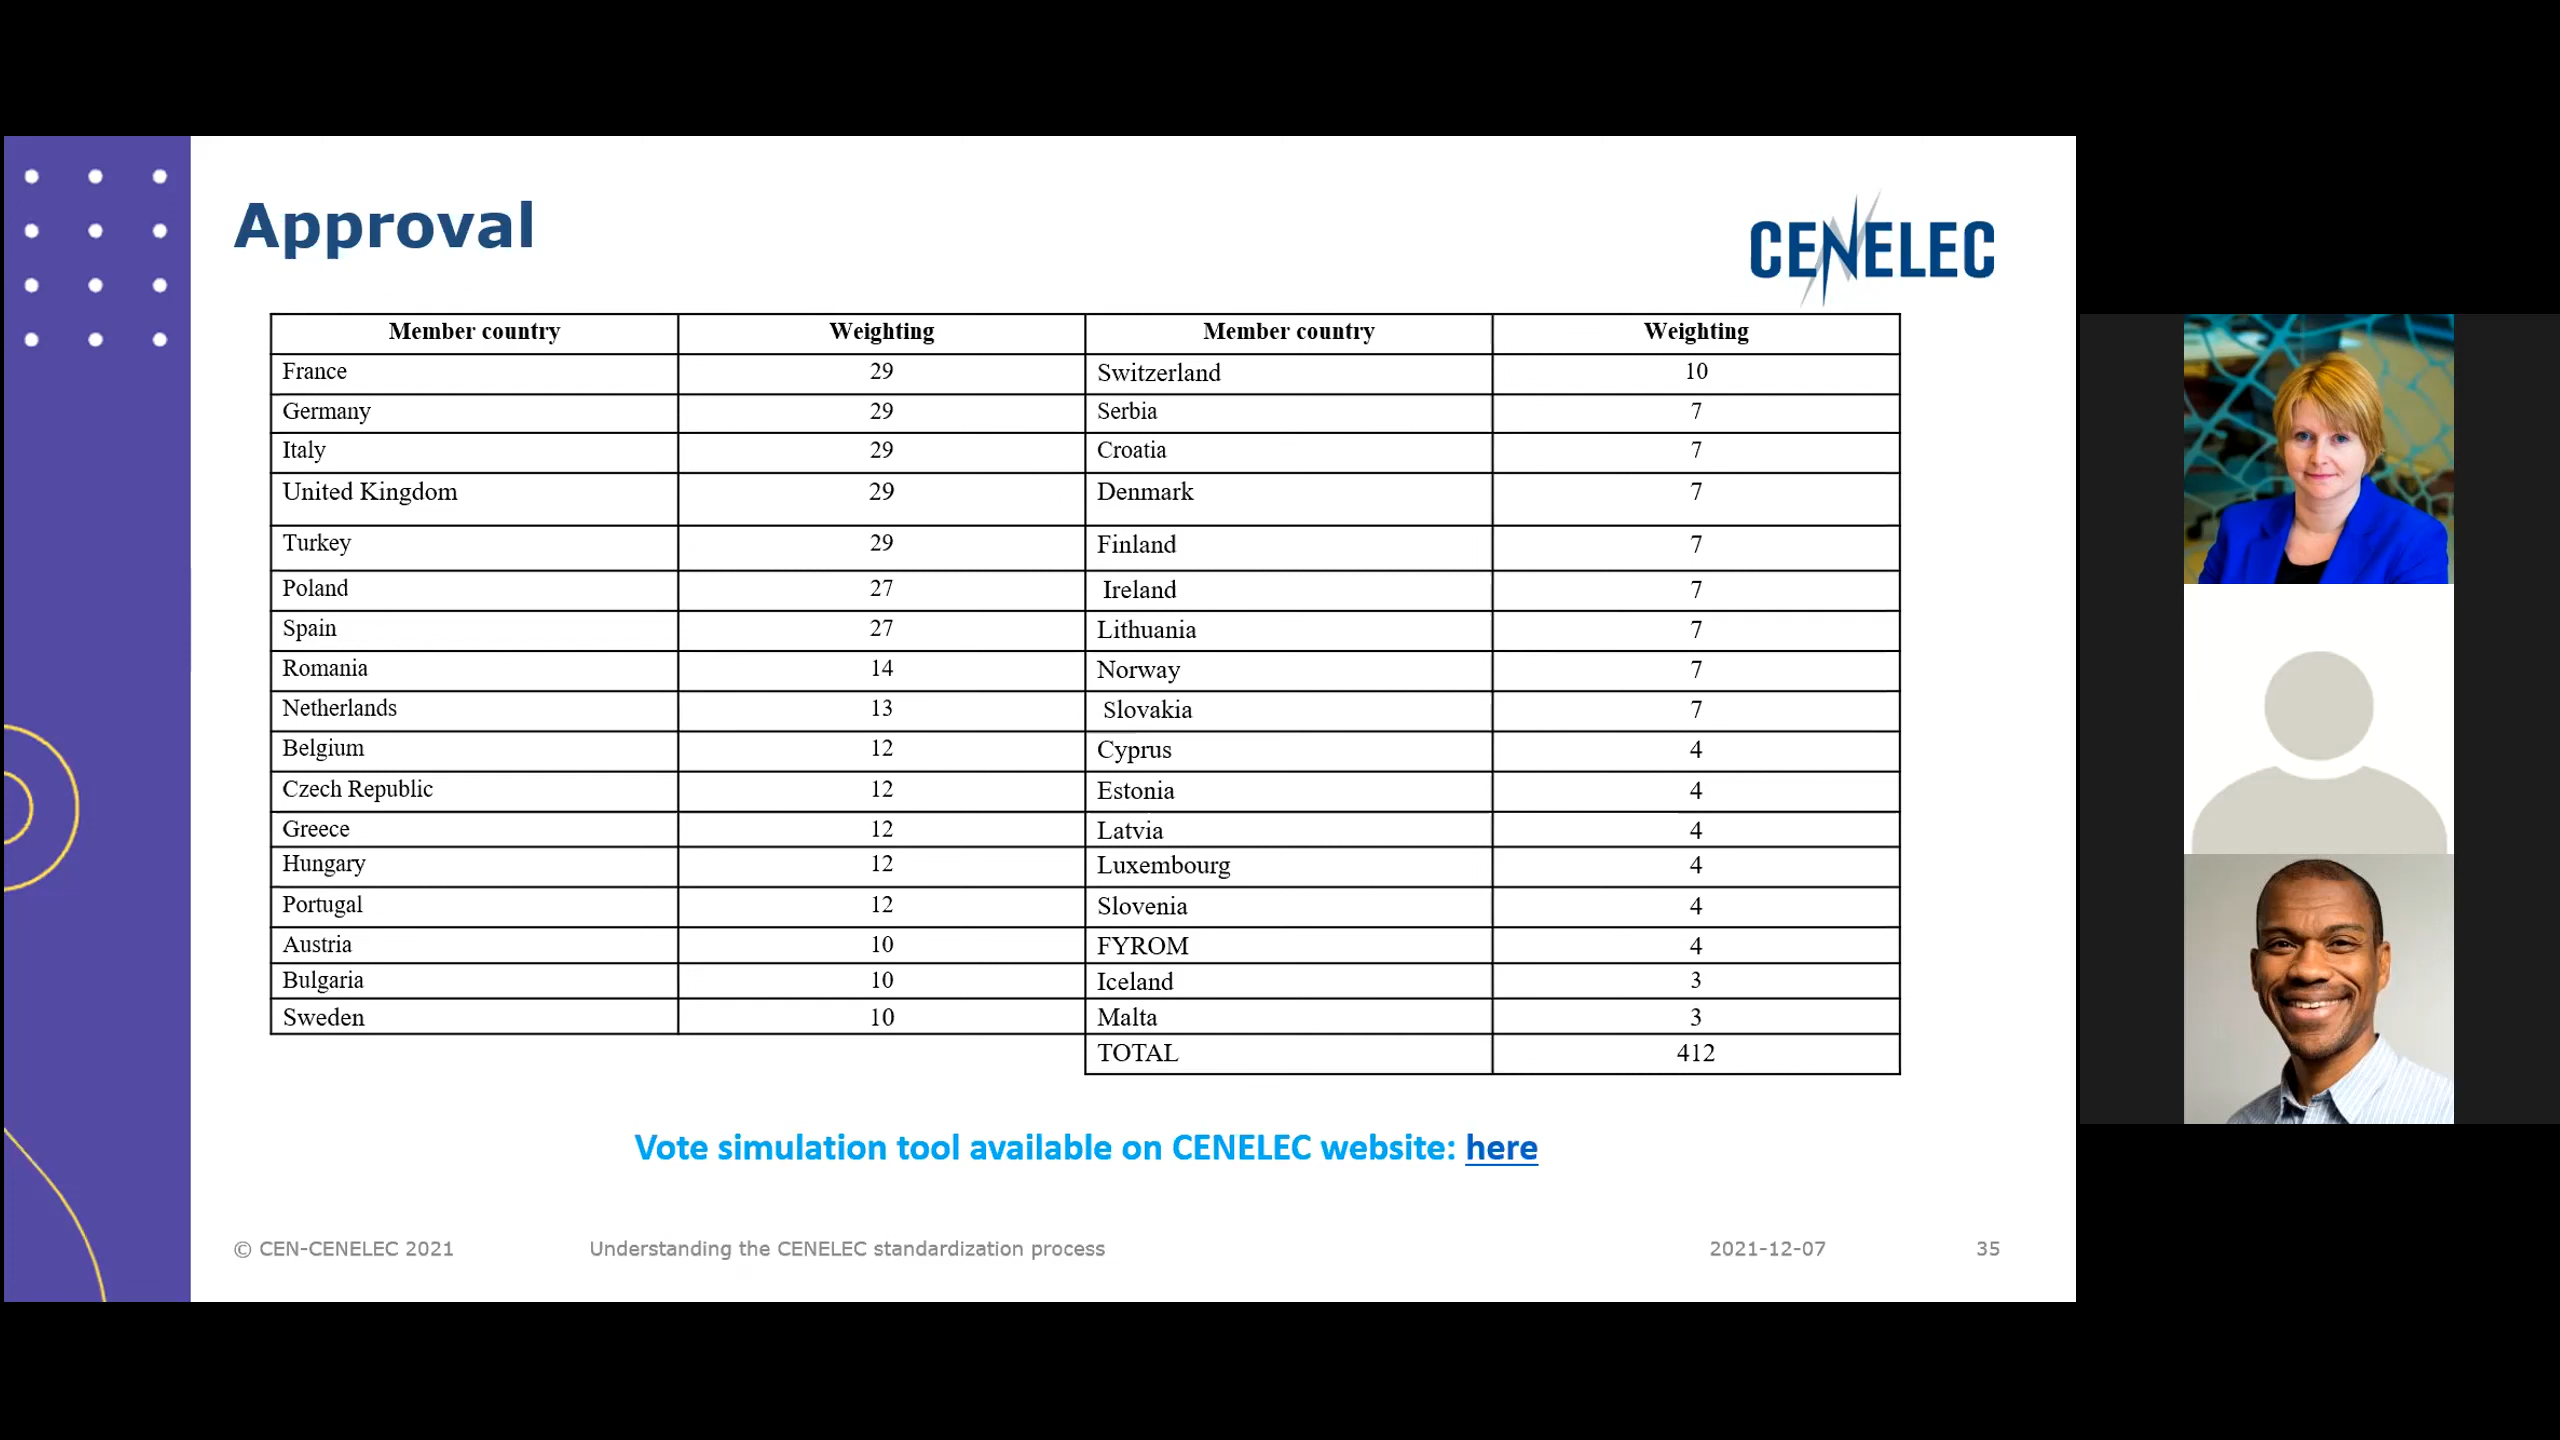 Approval
CENELEC
Member country Weighting Member country Weighting
France 29 Switzerland 10
Germany 29 Serbia 7
Italy 29 Croatia 7
United Kingdom 29 Denmark 7
Turkey 29 Finland 7
Poland 27 Ireland 7
Spain 27 Lithuania 7
Romania 14 Norway 7
Netherlands 13 Slovakia 7
Belgium 12 Cyprus 4
Czech Republic 12 Estonia 4
Greece 12 Latvia 4
Hungary 12 Luxembourg 4
Portugal 12 Slovenia 4
Austria 10 FYROM 4
Bulgaria 10 Iceland 3
Sweden 10 Malta 3
TOTAL 412
Vote simulation tool available on CENELEC website: here
© CEN-CENELEC 2021 Understanding the CENELEC standardization process 2021-12-07 35